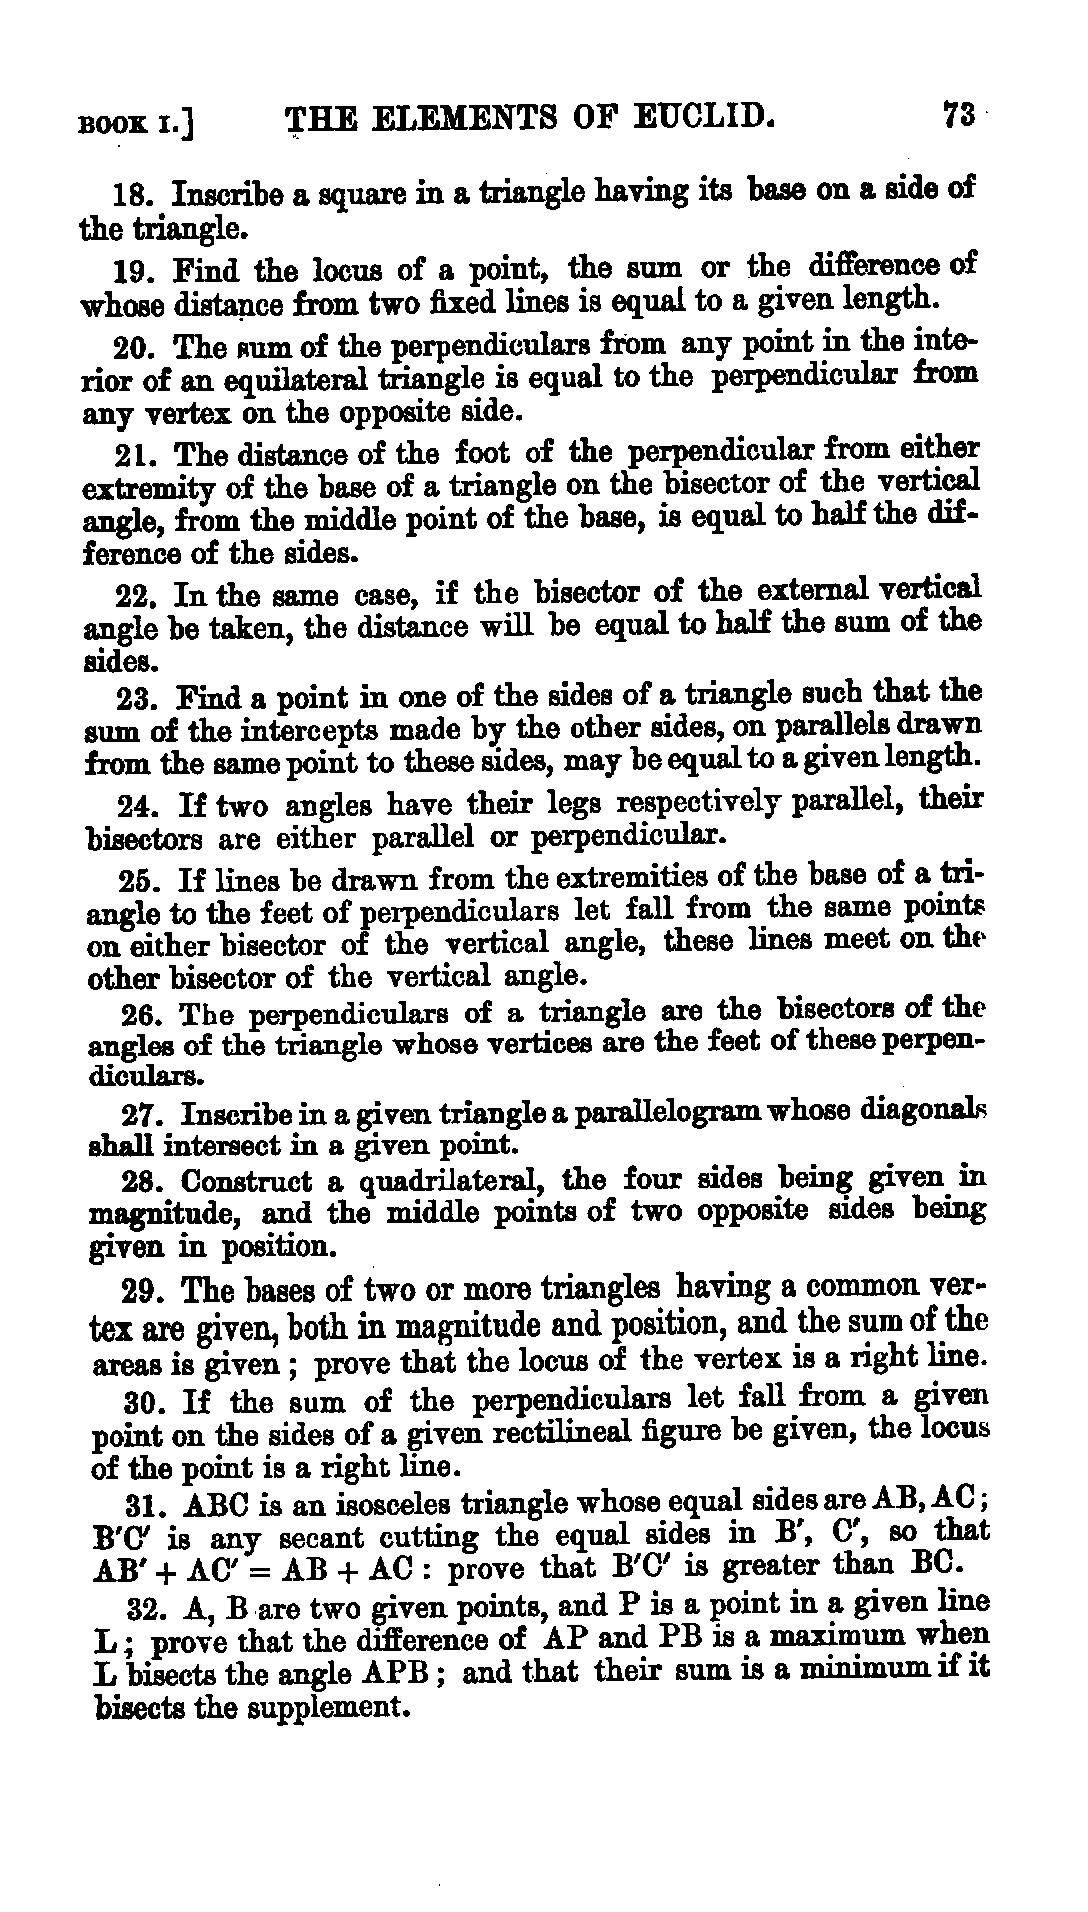 BOOK I.] THE ELEMENTS OF EUCLID. 73
18. Inscribe a square in a triangle having its base on a side of
the triangle.
19. Find the locus of a point, the sum or the difference of
whose distance from two fixed lines is equal to a given length.
20. The sum of the perpendiculars from any point in the inte-
rior of an equilateral triangle is equal to the perpendicular from
any vertex on the opposite side.
21. The distance of the foot of the perpendicular from either
extremity of the base of a triangle on the bisector of the vertical
angle, from the middle point of the base, is equal to half the dif-
ference of the sides.
22. In the same case, if the bisector of the external vertical
angle be taken, the distance will be equal to half the sum of the
sides.
23. Find a point in one of the sides of a triangle such that the
sum of the intercepts made by the other sides, on parallels drawn
from the same point to these sides, may be equal to a given length.
24. If two angles have their legs respectively parallel, their
bisectors are either parallel or perpendicular.
25. If lines be drawn from the extremities of the base of a tri-
angle to the feet of perpendiculars let fall from the same points
on either bisector of the vertical angle, these lines meet on the
other bisector of the vertical angle.
26. The perpendiculars of a triangle are the bisectors of the
angles of the triangle whose vertices are the feet of these perpen-
diculars.
27. Inscribe in a given triangle a parallelogram whose diagonals
shall intersect in a given point.
28. Construct a quadrilateral, the four sides being given in
magnitude, and the middle points of two opposite sides being
given in position.
29. The bases of two or more triangles having a common ver-
tex are given, both in magnitude and position, and the sum of the
areas is given; prove that the locus of the vertex is a right line.
30. If the sum of the perpendiculars let fall from a given
point on the sides of a given rectilineal figure be given, the locus
of the point is a right line.
31. ABC is an isosceles triangle whose equal sides are AB, AC;
B′C′ is any secant cutting the equal sides in B′, C′, so that
AB′ + AC′ = AB + AC: prove that B′C′ is greater than BC.
32. A, B are two given points, and P is a point in a given line
L; prove that the difference of AP and PB is a maximum when
L bisects the angle APB; and that their sum is a minimum if it
bisects the supplement.